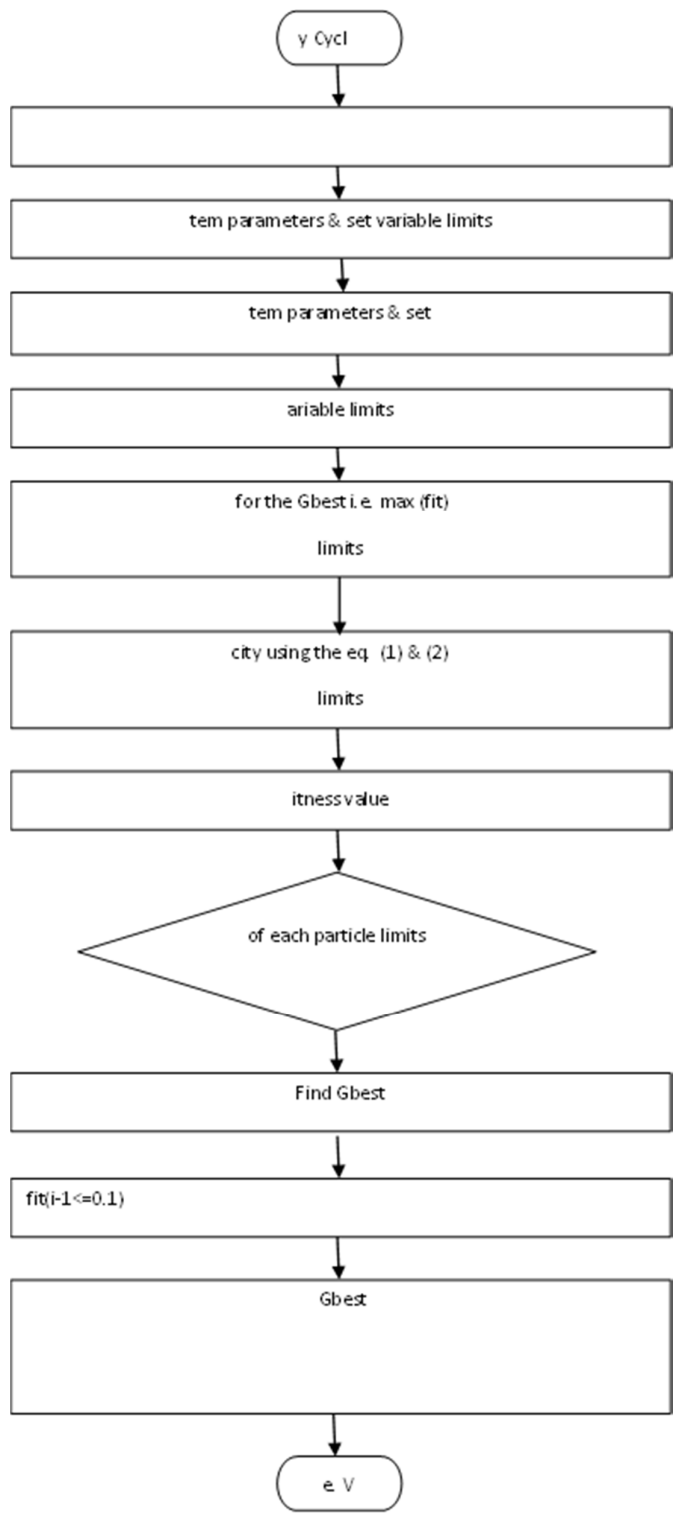 y Cycl
tem parameters & set variable limits
tem parameters & set
ariable limits
for the Gbest i.e. max (fit)
limits
city using the eq. (1) & (2)
limits
itness value
of each particle limits
Find Gbest
fit(i-1<=0.1)
Gbest
e. V